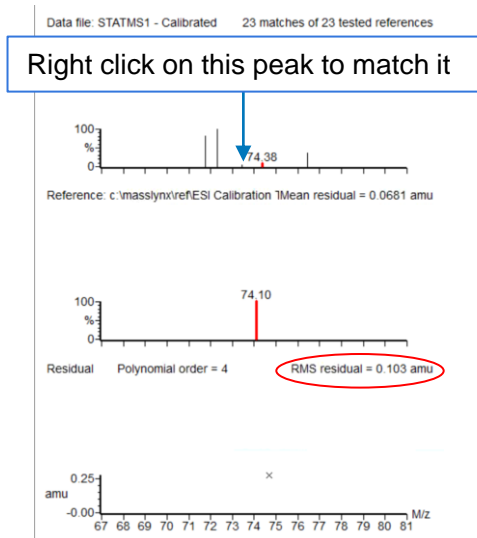 Data file: STATMS1 - Calibrated 23 matches of 23 tested references
Right click on this peak to match it
100
%
0
74.38
Reference: c:\masslynx\ref\ESI Calibration TMean residual = 0.0681 amu
74.10
100
%
0
Residual Polynomial order = 4 RMS residual = 0.103 amu
0.25
amu
-0.00
M/z
67 68 69 70 71 72 73 74 75 76 77 78 79 80 81